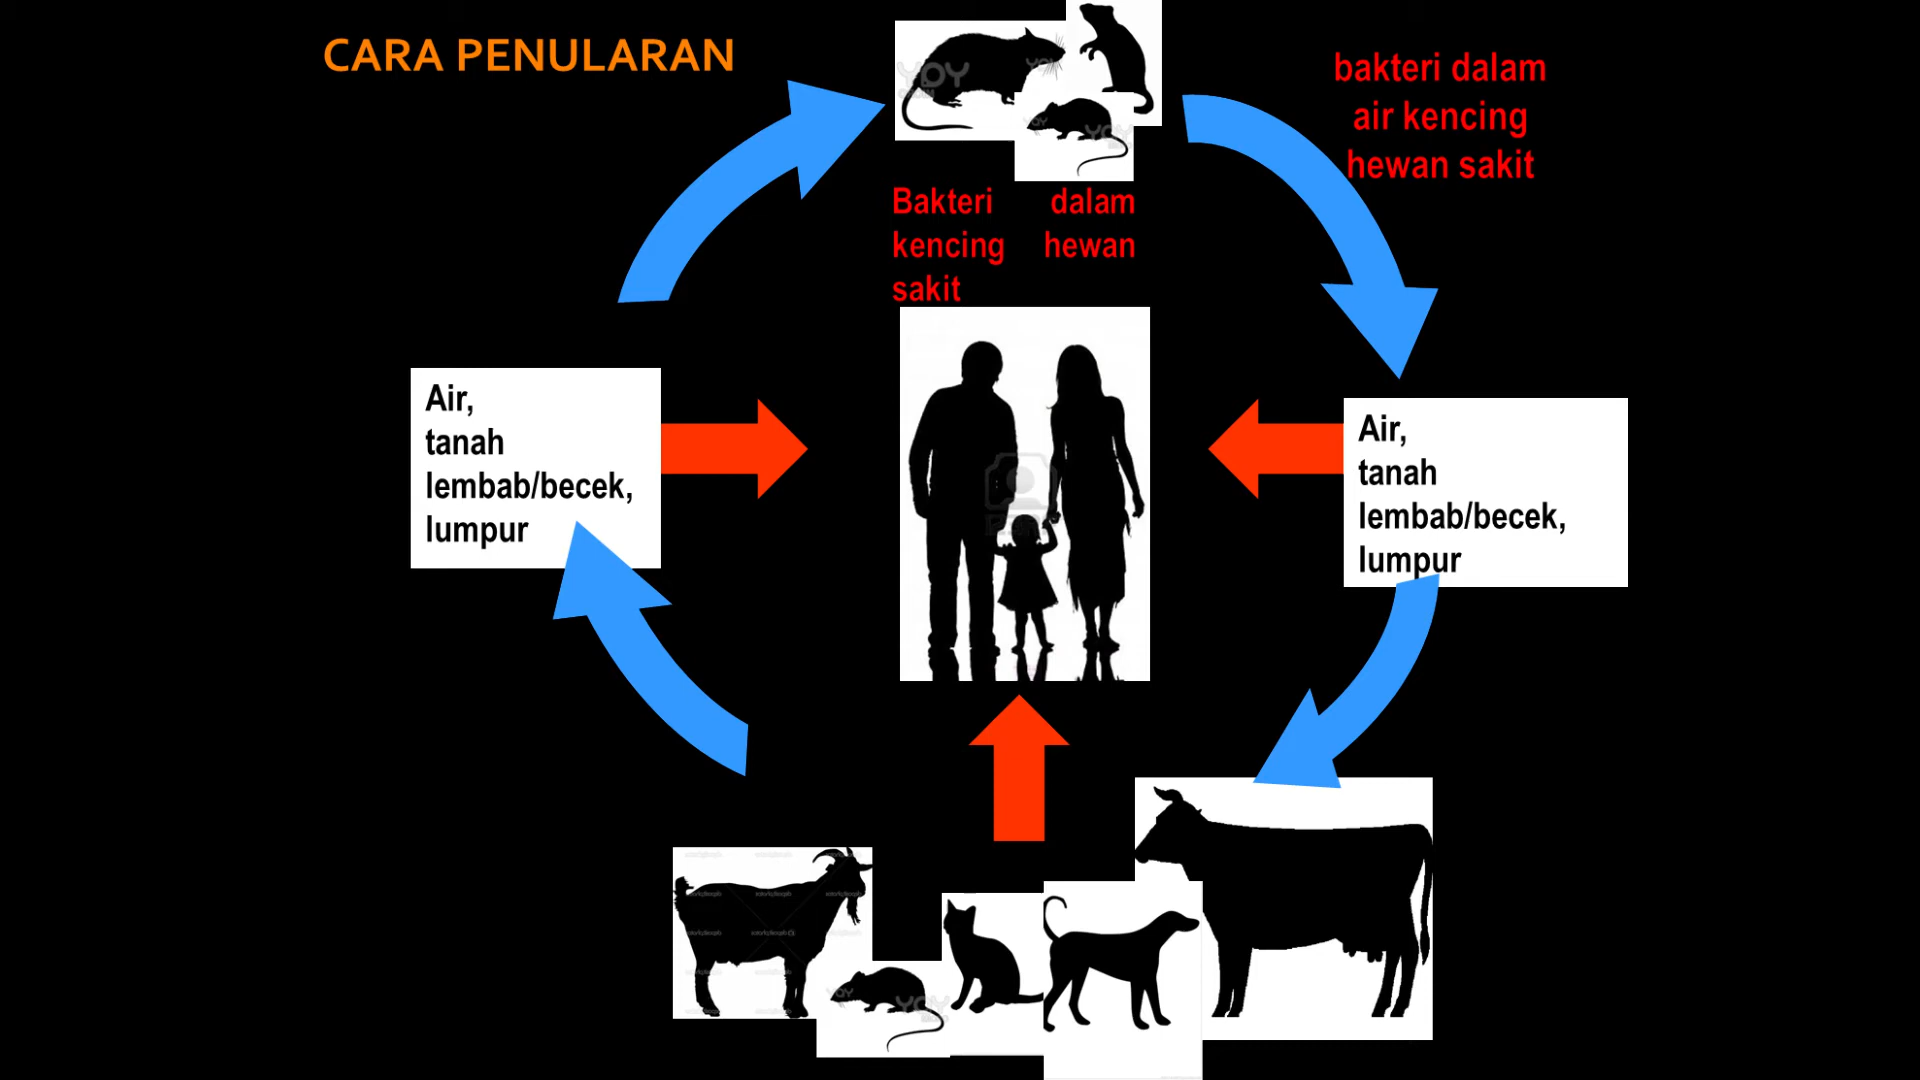 CARA PENULARAN
bakteri dalam
air kencing
hewan sakit
Bakteri dalam
kencing hewan
sakit
Air,
tanah
lembab/becek,
lumpur
Air,
tanah
lembab/becek,
lumpur